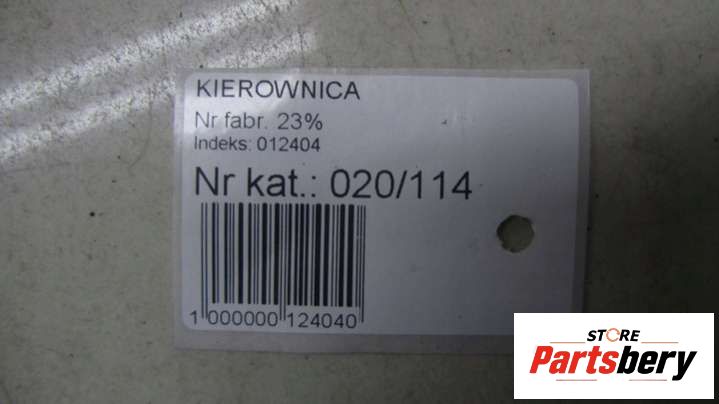 KIEROWNICA
Nr fabr. 23%
Indeks: 012404
Nr kat.: 020/114
1 000000 124040
STORE
Partsbery